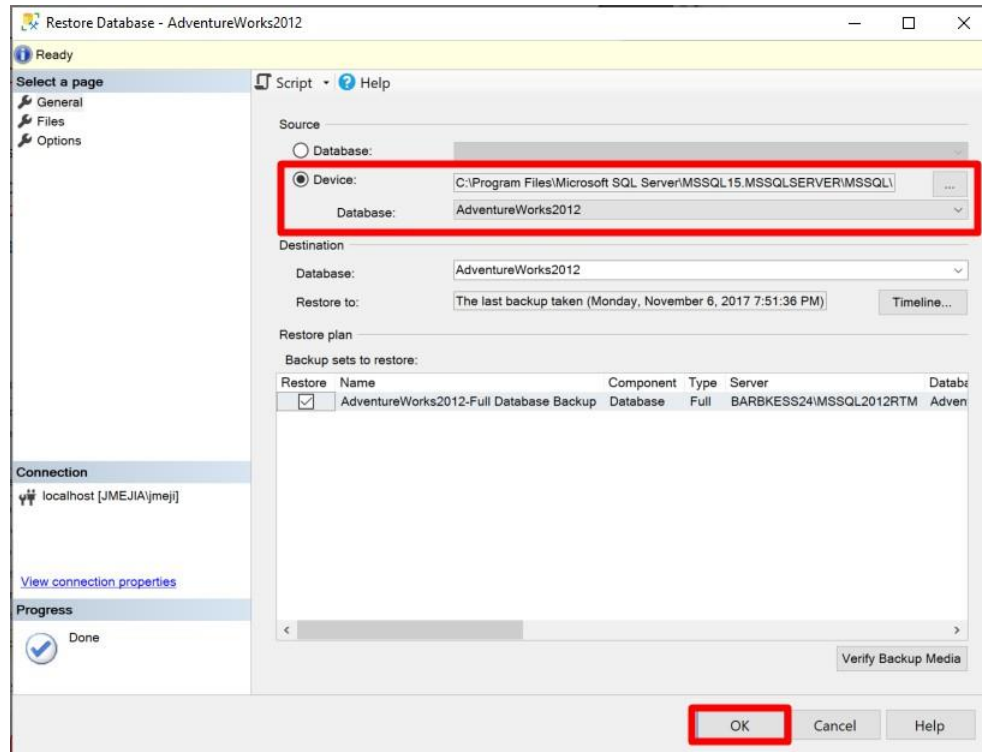 Restore Database - AdventureWorks2012
Ready
Select a page
General
Files
Options
Script
Help
Source
Database:
Device:
C:\Program Files\Microsoft SQL Server\MSSQL15.MSSQLSERVER\MSSQL\
...
Database:
AdventureWorks2012
Destination
Database:
AdventureWorks2012
Restore to:
The last backup taken (Monday, November 6, 2017 7:51:36 PM)
Timeline...
Restore plan
Backup sets to restore:
Restore Name Component Type Server Databa
AdventureWorks2012-Full Database Backup Database Full BARBKESS24\MSSQL2012RTM Adven
Connection
localhost [JMEJIA\jmeji]
View connection properties
Progress
Done
Verify Backup Media
OK Cancel Help